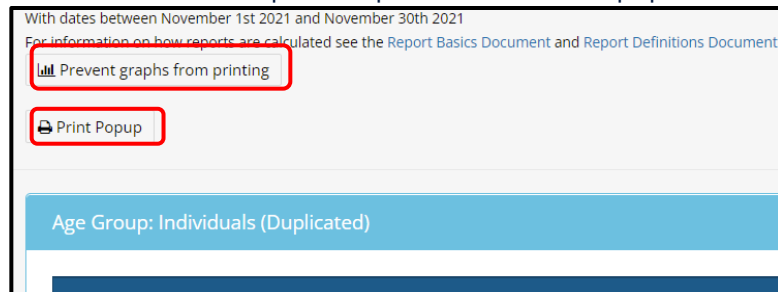 With dates between November 1st 2021 and November 30th 2021
For information on how reports are calculated see the Report Basics Document and Report Definitions Document
Prevent graphs from printing
Print Popup
Age Group: Individuals (Duplicated)